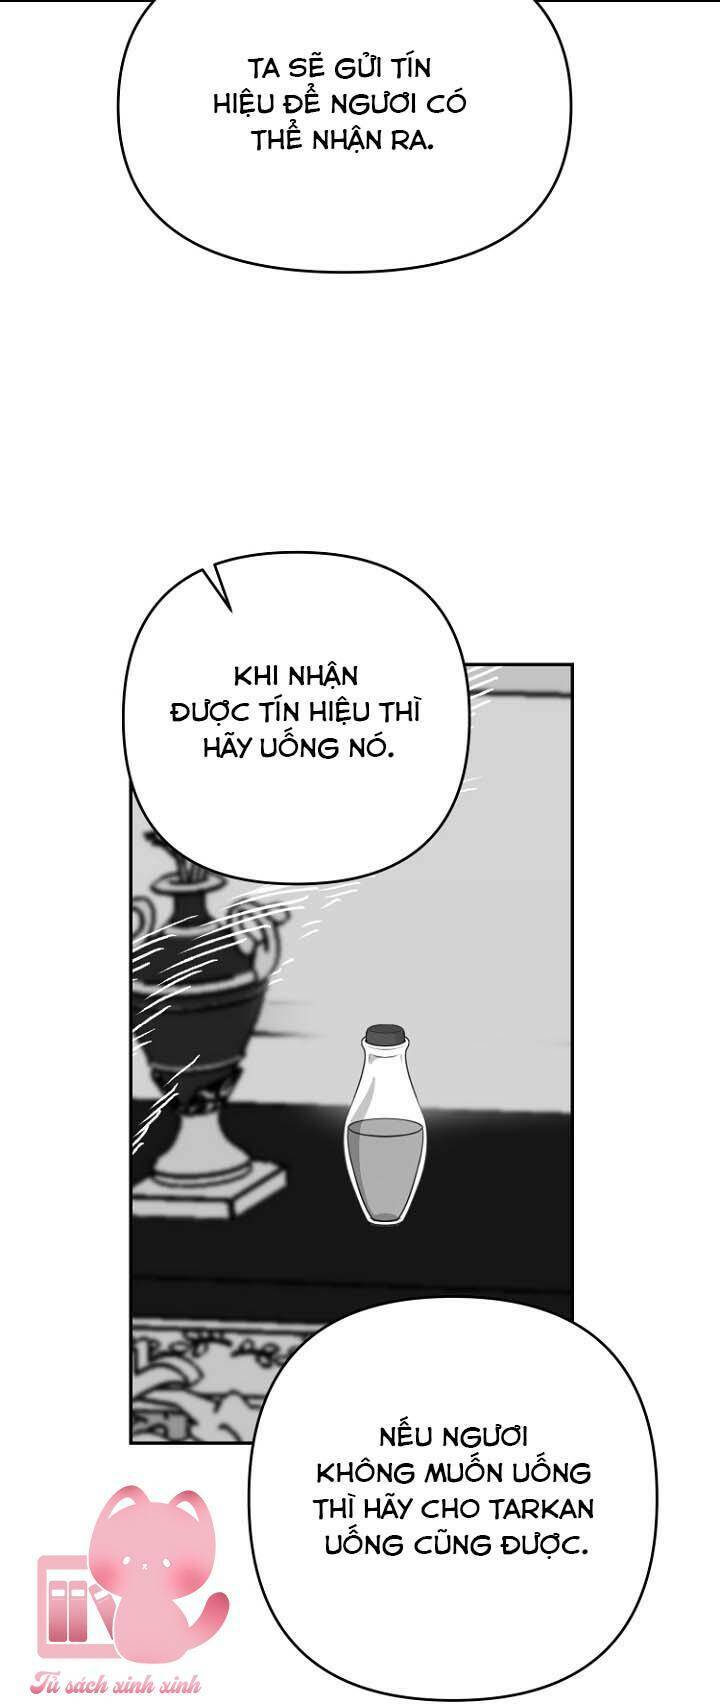 TA SẼ GỬI TÍN
HIỆU ĐỂ NGƯƠI CÓ
THỂ NHẬN RA.
KHI NHẬN
ĐƯỢC TÍN HIỆU THÌ
HÃY UỐNG NÓ.
NẾU NGƯƠI
KHÔNG MUỐN UỐNG
THÌ HÃY CHO TARKAN
UỐNG CŨNG ĐƯỢC.
Tủ sách xinh xinh